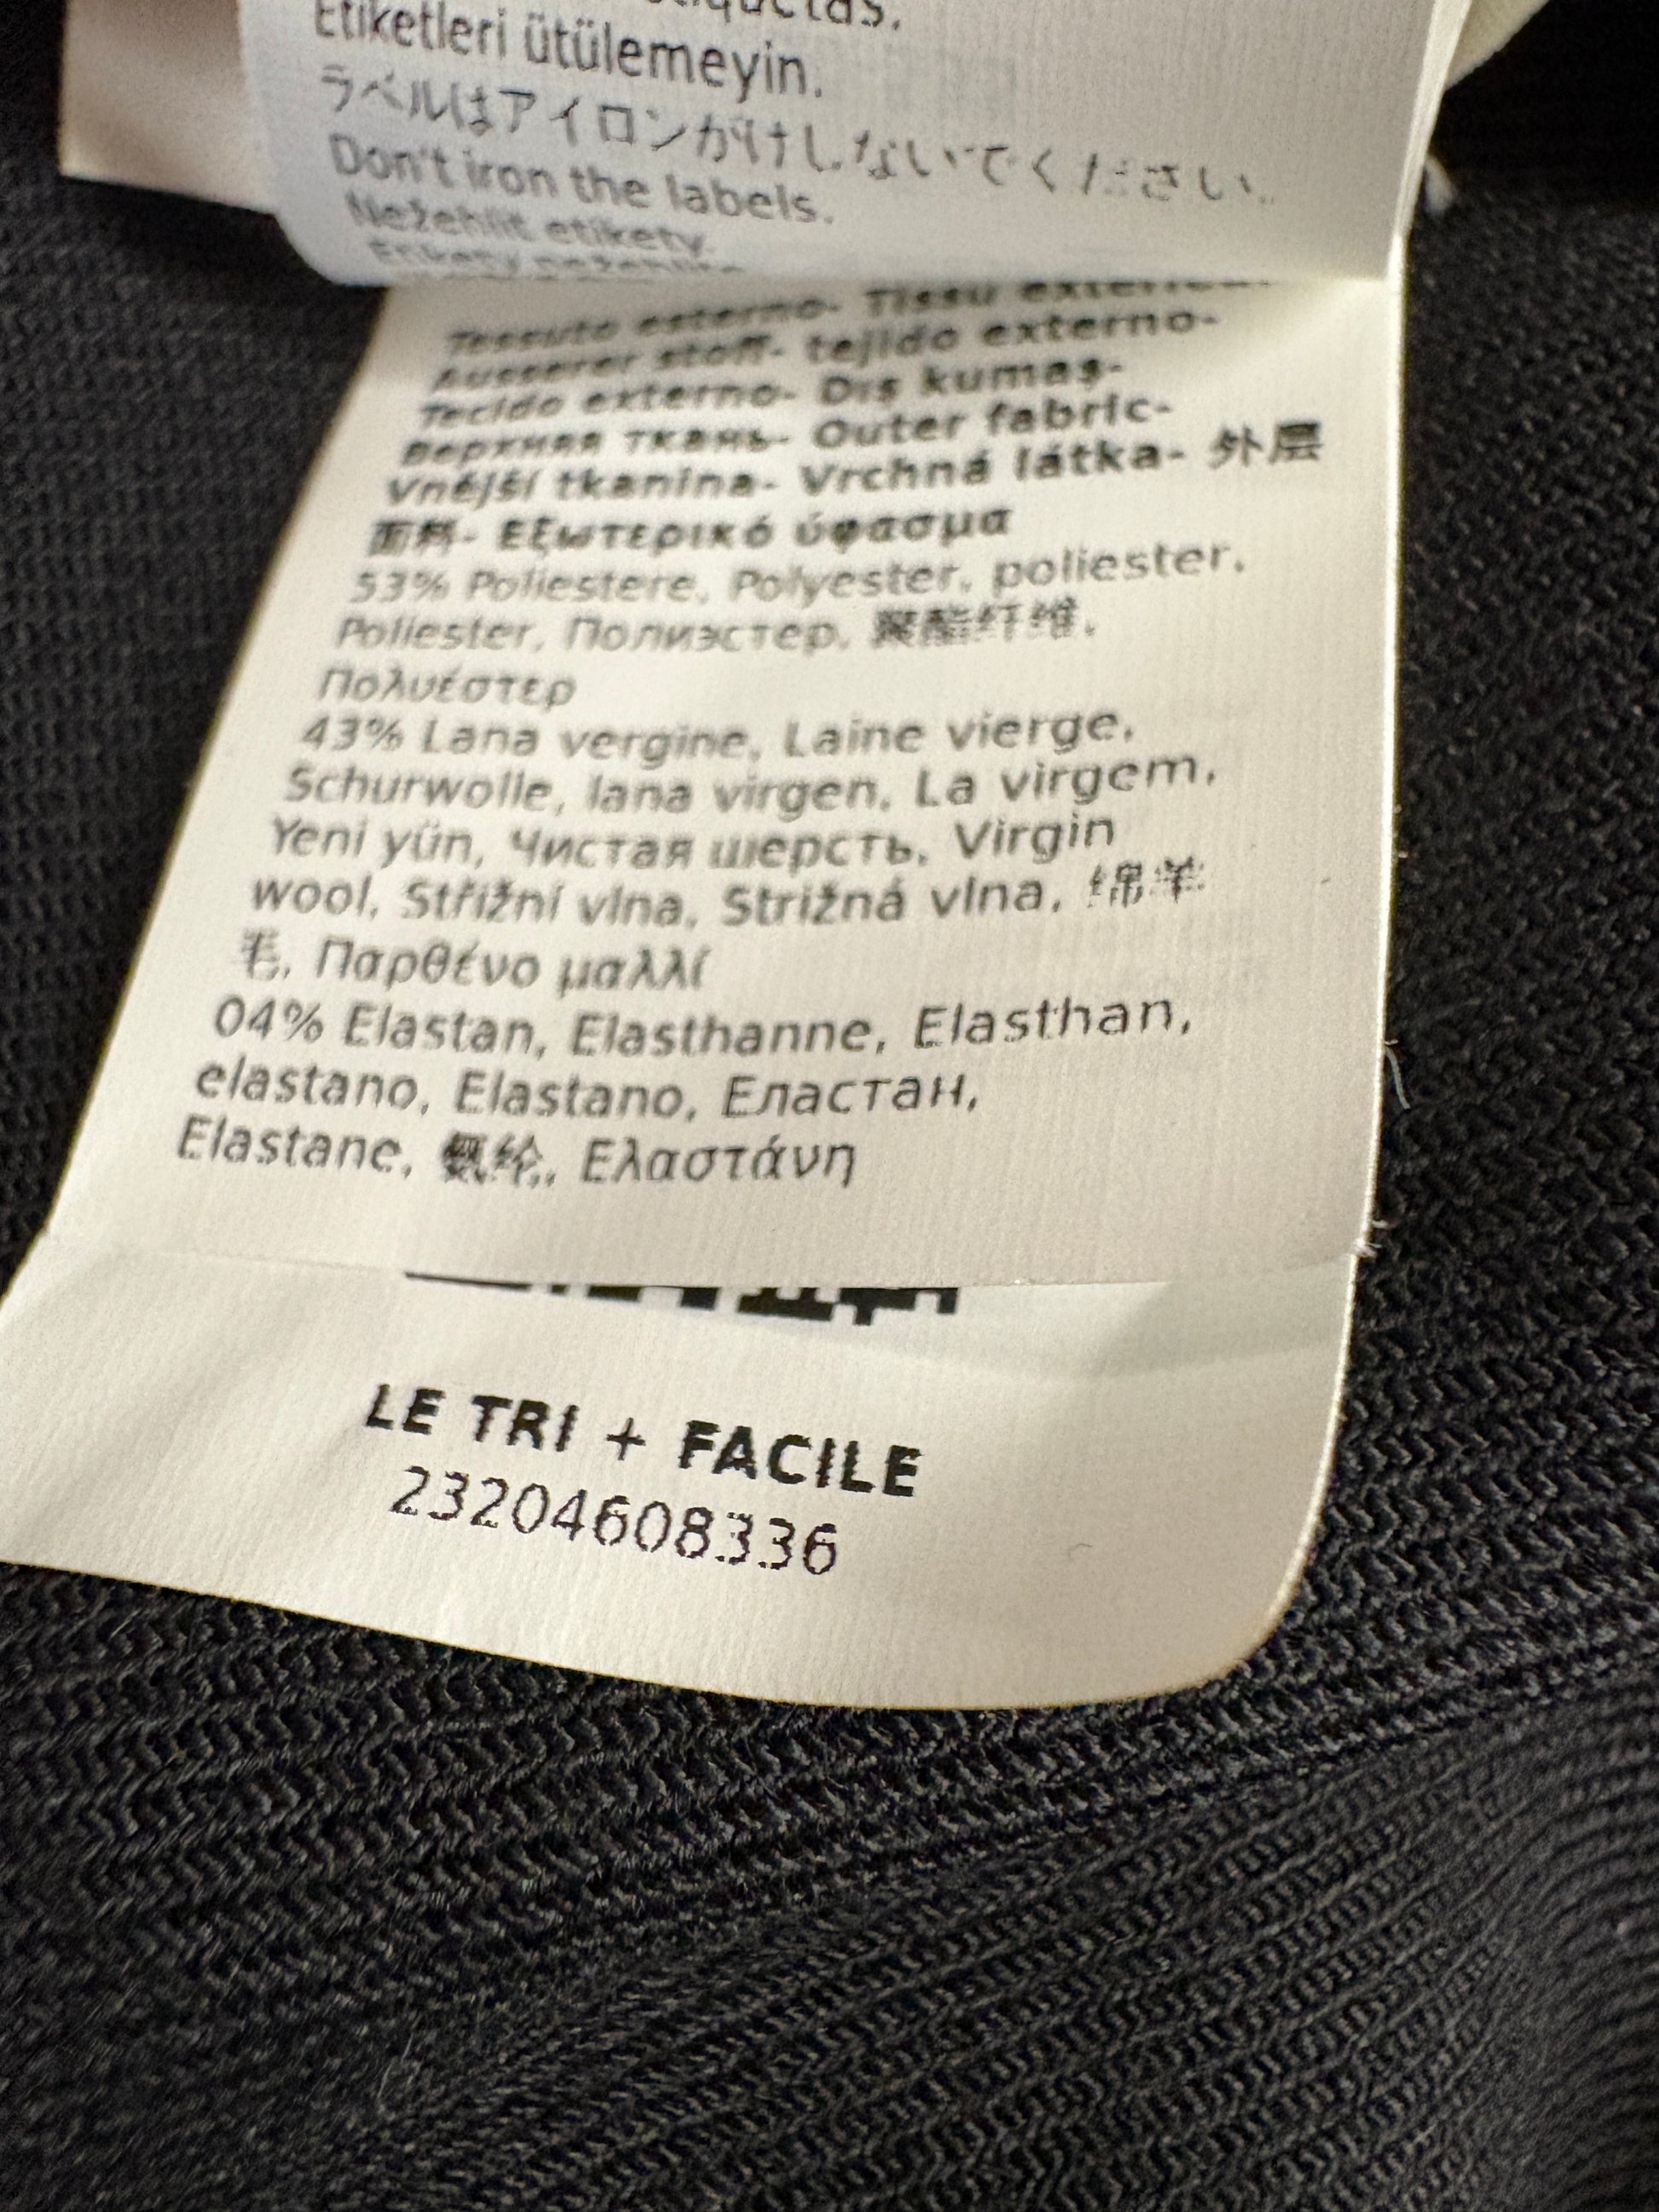 Etiketleri ütülemeyin.
ラベルはアイロンがけしないでください。
Don't iron the labels.
Nežehlit etikety.
Etikety nežehlite
Tessuto esterno- Tissu
Ausserer stoff- tejido externo-
Tecido externo- Dış kumaş-
Верхняя ткань- Outer fabric-
Vnější tkanina- Vrchná látka- 外层
面料- Εξωτερικό ύφασμα
53% Poliestere, Polyester, poliester,
Poliester, Полиэстер, 聚酯纤维,
Πολυέστερ
43% Lana vergine, Laine vierge,
Schurwolle, lana virgen, La virgem,
Yeni yün, Чистая шерсть, Virgin
wool, Střižní vlna, Strižná vlna, 绵羊
毛, Παρθένο μαλλί
04% Elastan, Elasthanne, Elasthan,
elastano, Elastano, Еластан,
Elastane, 氨纶, Ελαστάνη
LE TRI + FACILE
23204608336